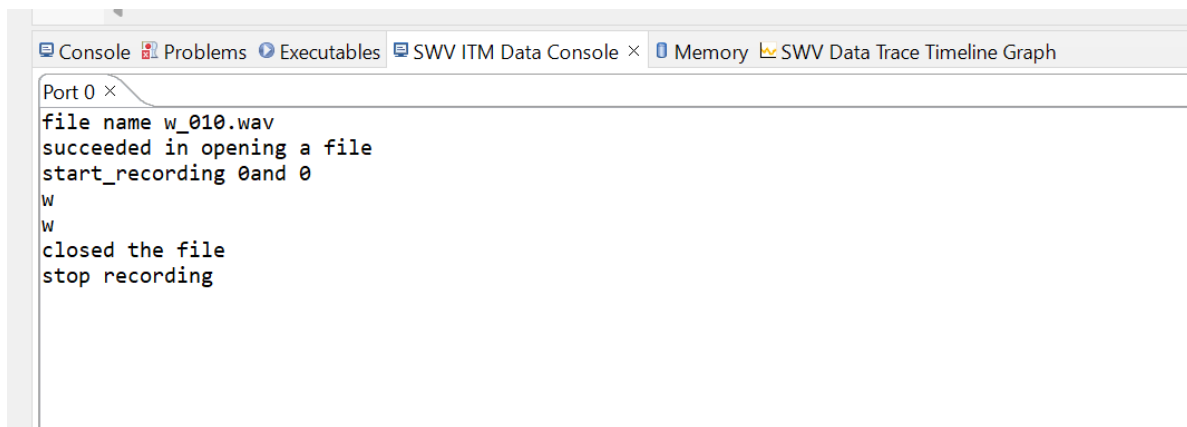 Console Problems Executables SWV ITM Data Console × Memory SWV Data Trace Timeline Graph
Port 0 ×
file name w_010.wav
succeeded in opening a file
start_recording 0and 0
w
w
closed the file
stop recording